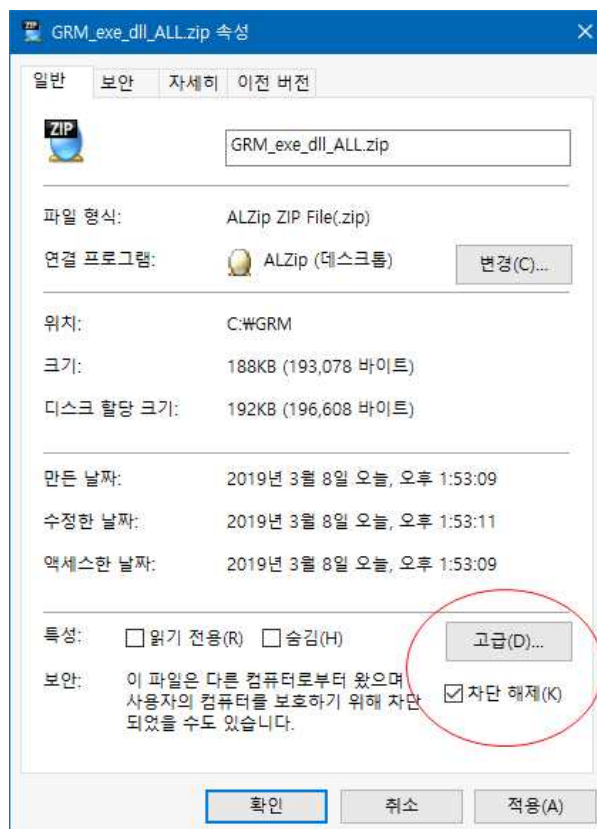 GRM_exe_dll_ALL.zip 속성
일반 보안 자세히 이전 버전
ZIP
GRM_exe_dll_ALL.zip
파일 형식: ALZip ZIP File(.zip)
연결 프로그램: ALZip (데스크톱) 변경(C)...
위치: C:₩GRM
크기: 188KB (193,078 바이트)
디스크 할당 크기: 192KB (196,608 바이트)
만든 날짜: 2019년 3월 8일 오늘, 오후 1:53:09
수정한 날짜: 2019년 3월 8일 오늘, 오후 1:53:11
액세스한 날짜: 2019년 3월 8일 오늘, 오후 1:53:09
특성: 읽기 전용(R) 숨김(H) 고급(D)...
보안: 이 파일은 다른 컴퓨터로부터 왔으며
사용자의 컴퓨터를 보호하기 위해 차단 차단 해제(K)
되었을 수도 있습니다.
확인 취소 적용(A)